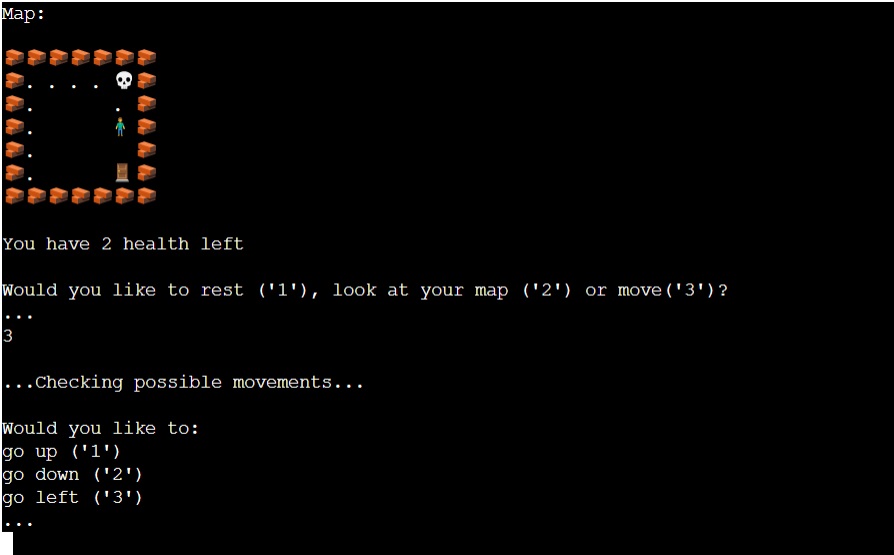 Map:
🧱🧱🧱🧱🧱🧱🧱
🧱. . . . 💀🧱
🧱. . 🧱
🧱. 🧍🧱
🧱. 🧱
🧱. 🚪🧱
🧱🧱🧱🧱🧱🧱🧱
You have 2 health left
Would you like to rest ('1'), look at your map ('2') or move('3')?
...
3
...Checking possible movements...
Would you like to:
go up ('1')
go down ('2')
go left ('3')
...